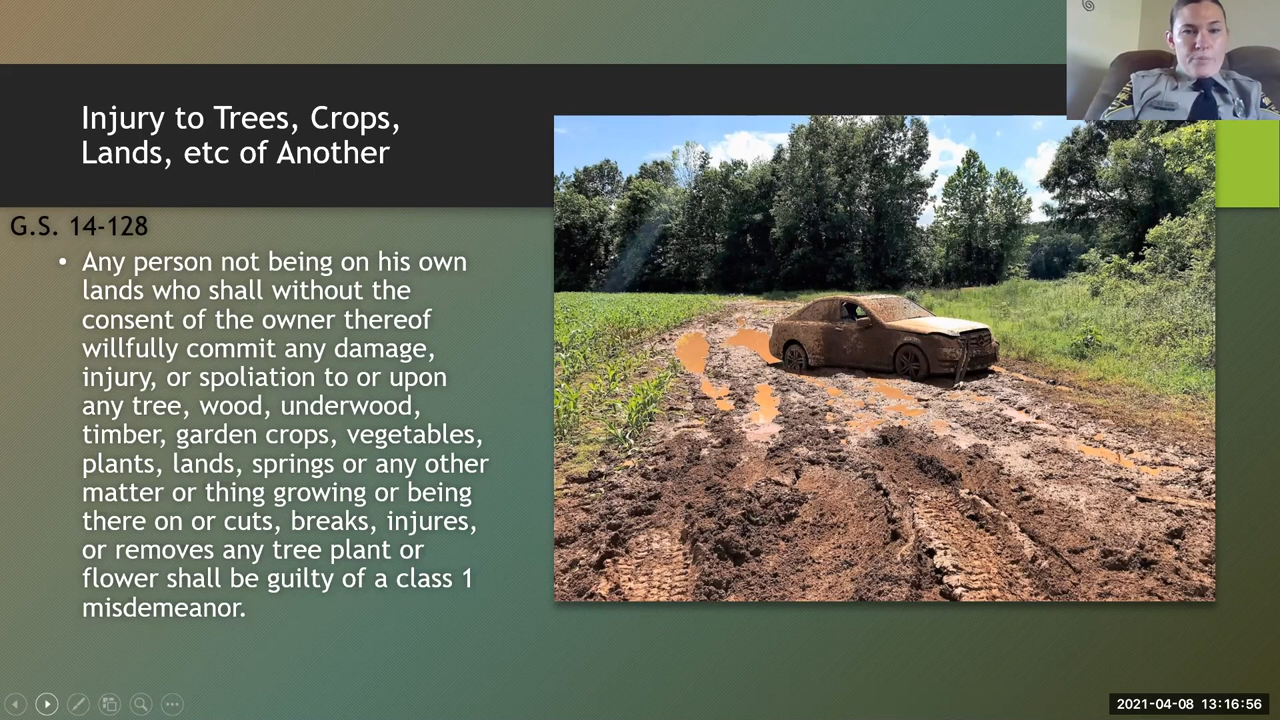 Injury to Trees, Crops,
Lands, etc of Another
G.S. 14-128
• Any person not being on his own
lands who shall without the
consent of the owner thereof
willfully commit any damage,
injury, or spoliation to or upon
any tree, wood, underwood,
timber, garden crops, vegetables,
plants, lands, springs or any other
matter or thing growing or being
there on or cuts, breaks, injures,
or removes any tree plant or
flower shall be guilty of a class 1
misdemeanor.
2021-04-08 13:16:56